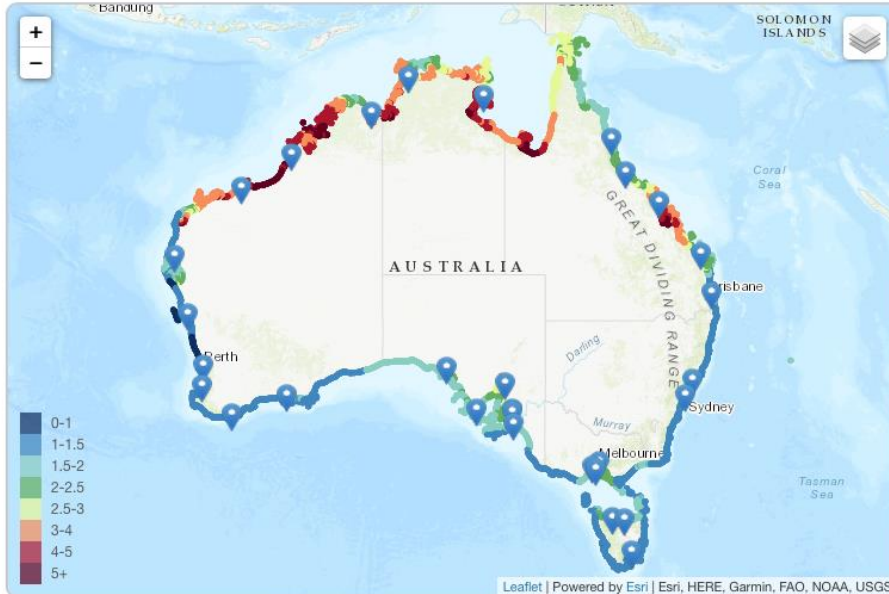 Bandung
SOLOMON
ISLANDS
+
−
Coral
Sea
GREAT DIVIDING RANGE
AUSTRALIA
risbane
Darling
Perth
Sydney
Murray
Melbourne
Tasman
Sea
0-1
1-1.5
1.5-2
2-2.5
2.5-3
3-4
4-5
5+
Leaflet | Powered by Esri | Esri, HERE, Garmin, FAO, NOAA, USGS